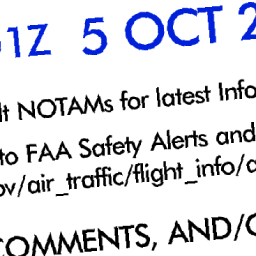 1Z 5 OCT 2
lt NOTAMs for latest Info
to FAA Safety Alerts and
ov/air_traffic/flight_info/a
COMMENTS, AND/